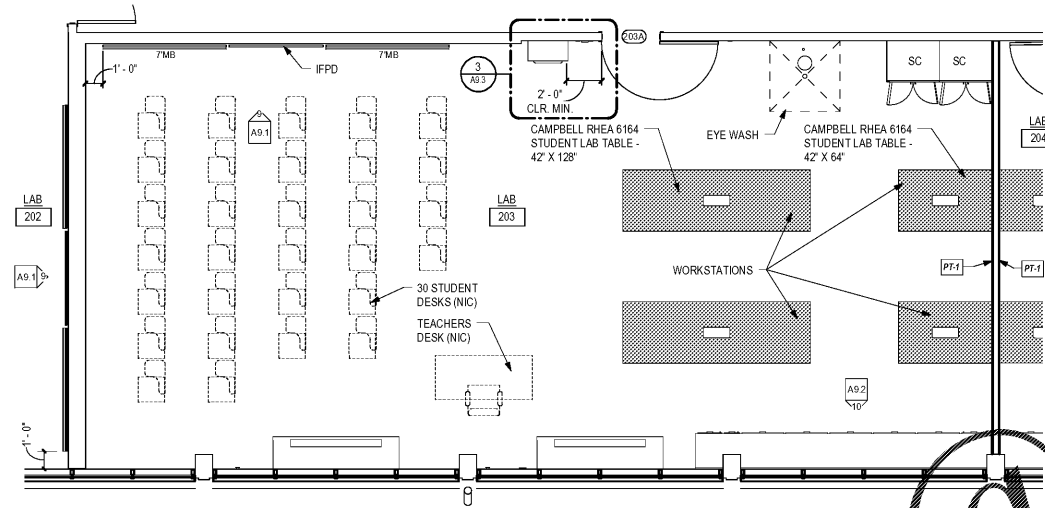 7'MB
IFPD
7'MB
1' - 0"
3
A9.3
203A
2' - 0"
CLR. MIN.
SC
SC
9
A9.1
CAMPBELL RHEA 6164
STUDENT LAB TABLE -
42" X 128"
EYE WASH
CAMPBELL RHEA 6164
STUDENT LAB TABLE -
42" X 64"
LAB
204
LAB
202
LAB
203
A9.1
9
WORKSTATIONS
PT-1
PT-1
30 STUDENT
DESKS (NIC)
TEACHERS
DESK (NIC)
A9.2
10
1' - 0"